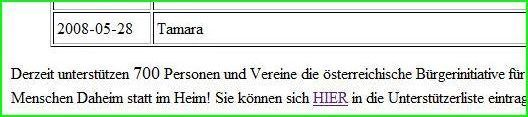 2008-05-28 Tamara
Derzeit unterstützen 700 Personen und Vereine die österreichische Bürgerinitiative für
Menschen Daheim statt im Heim! Sie können sich HIER in die Unterstützerliste eintrag